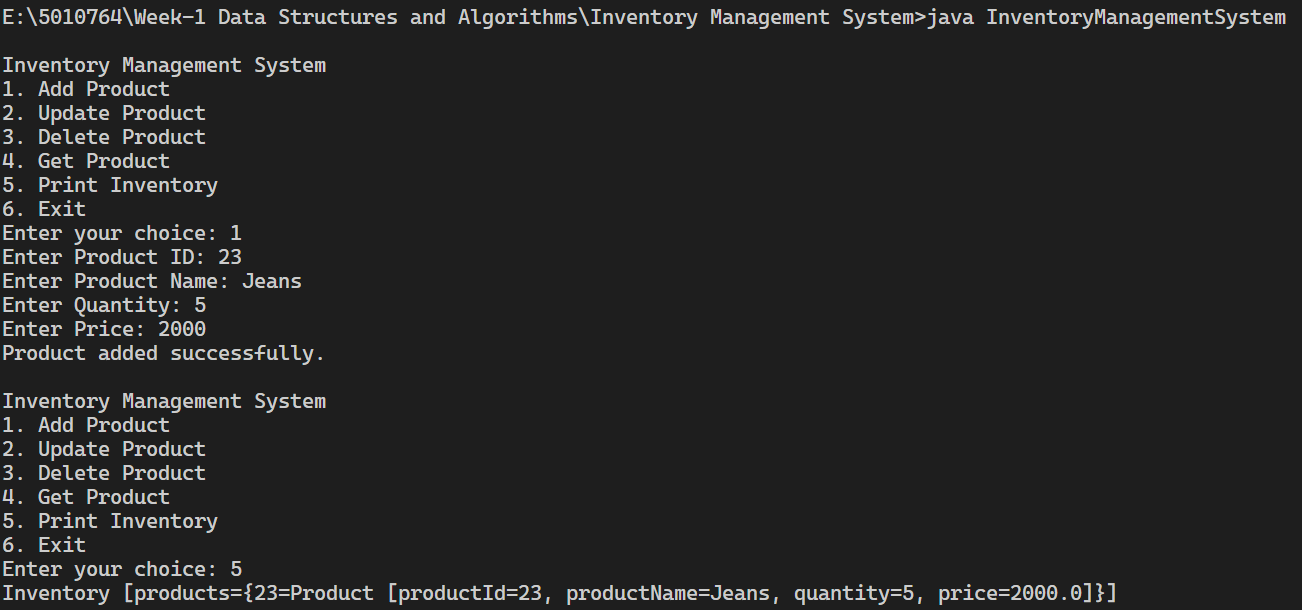 E:\5010764\Week-1 Data Structures and Algorithms\Inventory Management System>java InventoryManagementSystem
Inventory Management System
1. Add Product
2. Update Product
3. Delete Product
4. Get Product
5. Print Inventory
6. Exit
Enter your choice: 1
Enter Product ID: 23
Enter Product Name: Jeans
Enter Quantity: 5
Enter Price: 2000
Product added successfully.
Inventory Management System
1. Add Product
2. Update Product
3. Delete Product
4. Get Product
5. Print Inventory
6. Exit
Enter your choice: 5
Inventory [products={23=Product [productId=23, productName=Jeans, quantity=5, price=2000.0]}]